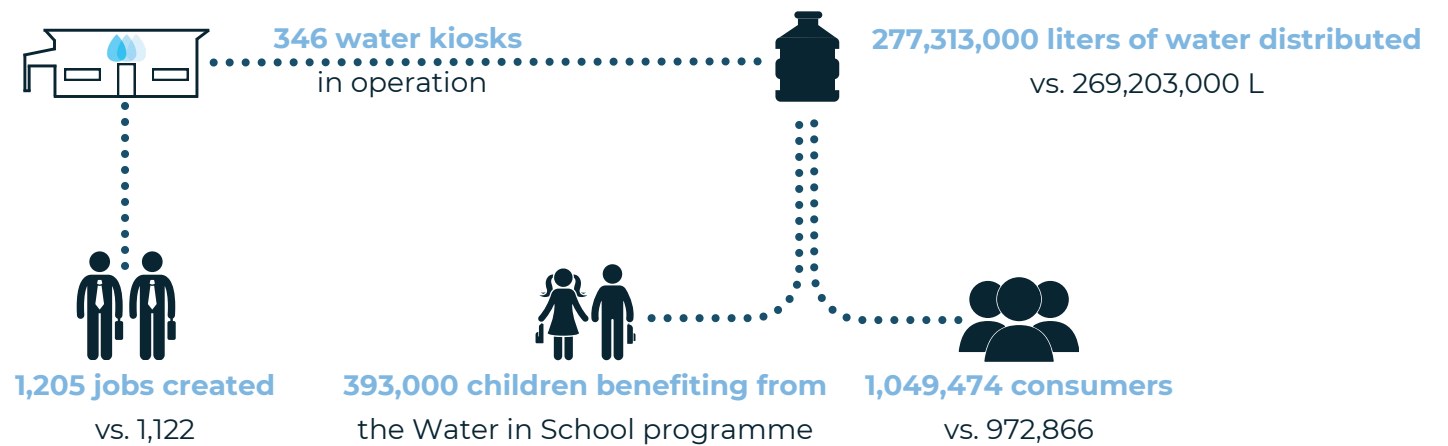 346 water kiosks
in operation
277,313,000 liters of water distributed
vs. 269,203,000 L
1,205 jobs created
vs. 1,122
393,000 children benefiting from
the Water in School programme
1,049,474 consumers
vs. 972,866